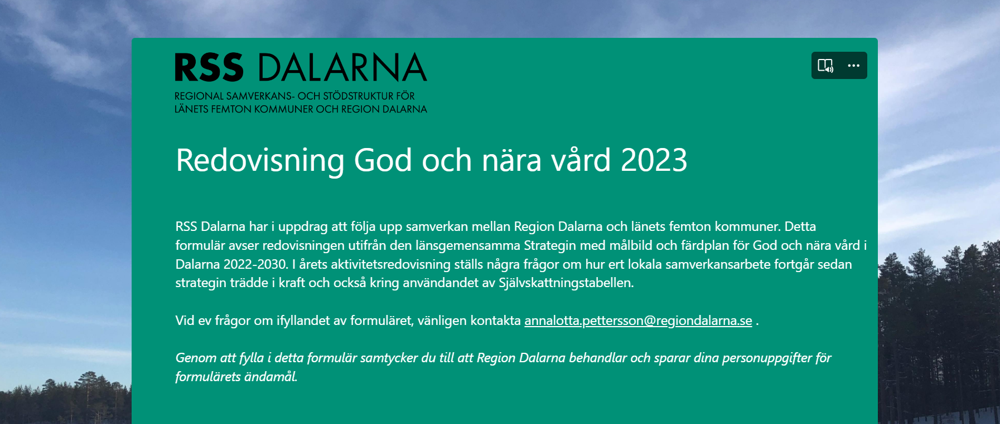 RSS DALARNA
REGIONAL SAMVERKANS- OCH STÖDSTRUKTUR FÖR
LÄNETS FEMTON KOMMUNER OCH REGION DALARNA
Redovisning God och nära vård 2023
RSS Dalarna har i uppdrag att följa upp samverkan mellan Region Dalarna och länets femton kommuner. Detta
formulär avser redovisningen utifrån den länsgemensamma Strategin med målbild och färdplan för God och nära vård i
Dalarna 2022-2030. I årets aktivitetsredovisning ställs några frågor om hur ert lokala samverkansarbete fortgår sedan
strategin trädde i kraft och också kring användandet av Självskattningstabellen.
Vid ev frågor om ifyllandet av formuläret, vänligen kontakta annalotta.pettersson@regiondalarna.se .
Genom att fylla i detta formulär samtycker du till att Region Dalarna behandlar och sparar dina personuppgifter för
formulärets ändamål.